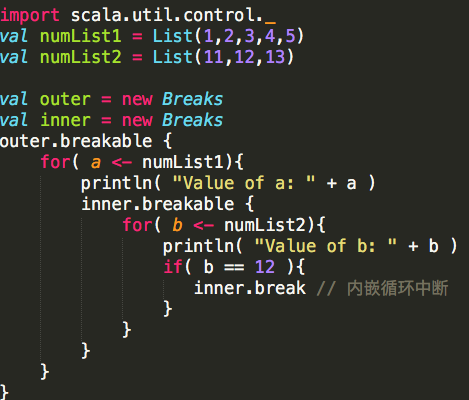 import scala.util.control._
val numList1 = List(1,2,3,4,5)
val numList2 = List(11,12,13)

val outer = new Breaks
val inner = new Breaks
outer.breakable {
    for( a <- numList1){
        println( "Value of a: " + a )
        inner.breakable {
            for( b <- numList2){
                println( "Value of b: " + b )
                if( b == 12 ){
                   inner.break // 内嵌循环中断
                }
            }
        }
    }
}